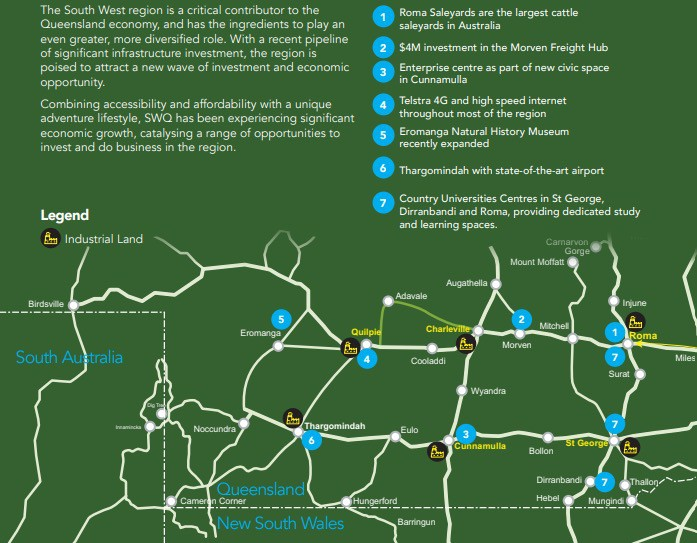 The South West region is a critical contributor to the
Queensland economy, and has the ingredients to play an
even greater, more diversified role. With a recent pipeline
of significant infrastructure investment, the region is
poised to attract a new wave of investment and economic
opportunity.
Combining accessibility and affordability with a unique
adventure lifestyle, SWQ has been experiencing significant
economic growth, catalysing a range of opportunities to
invest and do business in the region.
1 Roma Saleyards are the largest cattle
saleyards in Australia
2 $4M investment in the Morven Freight Hub
3 Enterprise centre as part of new civic space
in Cunnamulla
4 Telstra 4G and high speed internet
throughout most of the region
5 Eromanga Natural History Museum
recently expanded
6 Thargomindah with state-of-the-art airport
7 Country Universities Centres in St George,
Dirranbandi and Roma, providing dedicated study
and learning spaces.
Legend
Industrial Land
Carnarvon
Gorge
Mount Moffatt
Augathella
Birdsville
Adavale
Injune
5
2
Eromanga
Quilpie
Charleville
Mitchell
1
Roma
South Australia
4
Cooladdi
Morven
7
Miles
Surat
Wyandra
Dig Tree
Innamincka
Noccundra
Thargomindah
6
Eulo
3
Cunnamulla
Bollon
7
St George
Queensland
Cameron Corner
Hungerford
Dirranbandi
7
Thallon
Hebel
Mungindi
New South Wales
Barringun